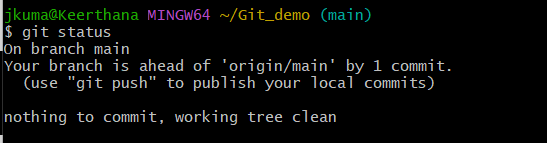 jkuma@Keerthana MINGW64 ~/Git_demo (main)
$ git status
On branch main
Your branch is ahead of 'origin/main' by 1 commit.
  (use "git push" to publish your local commits)

nothing to commit, working tree clean